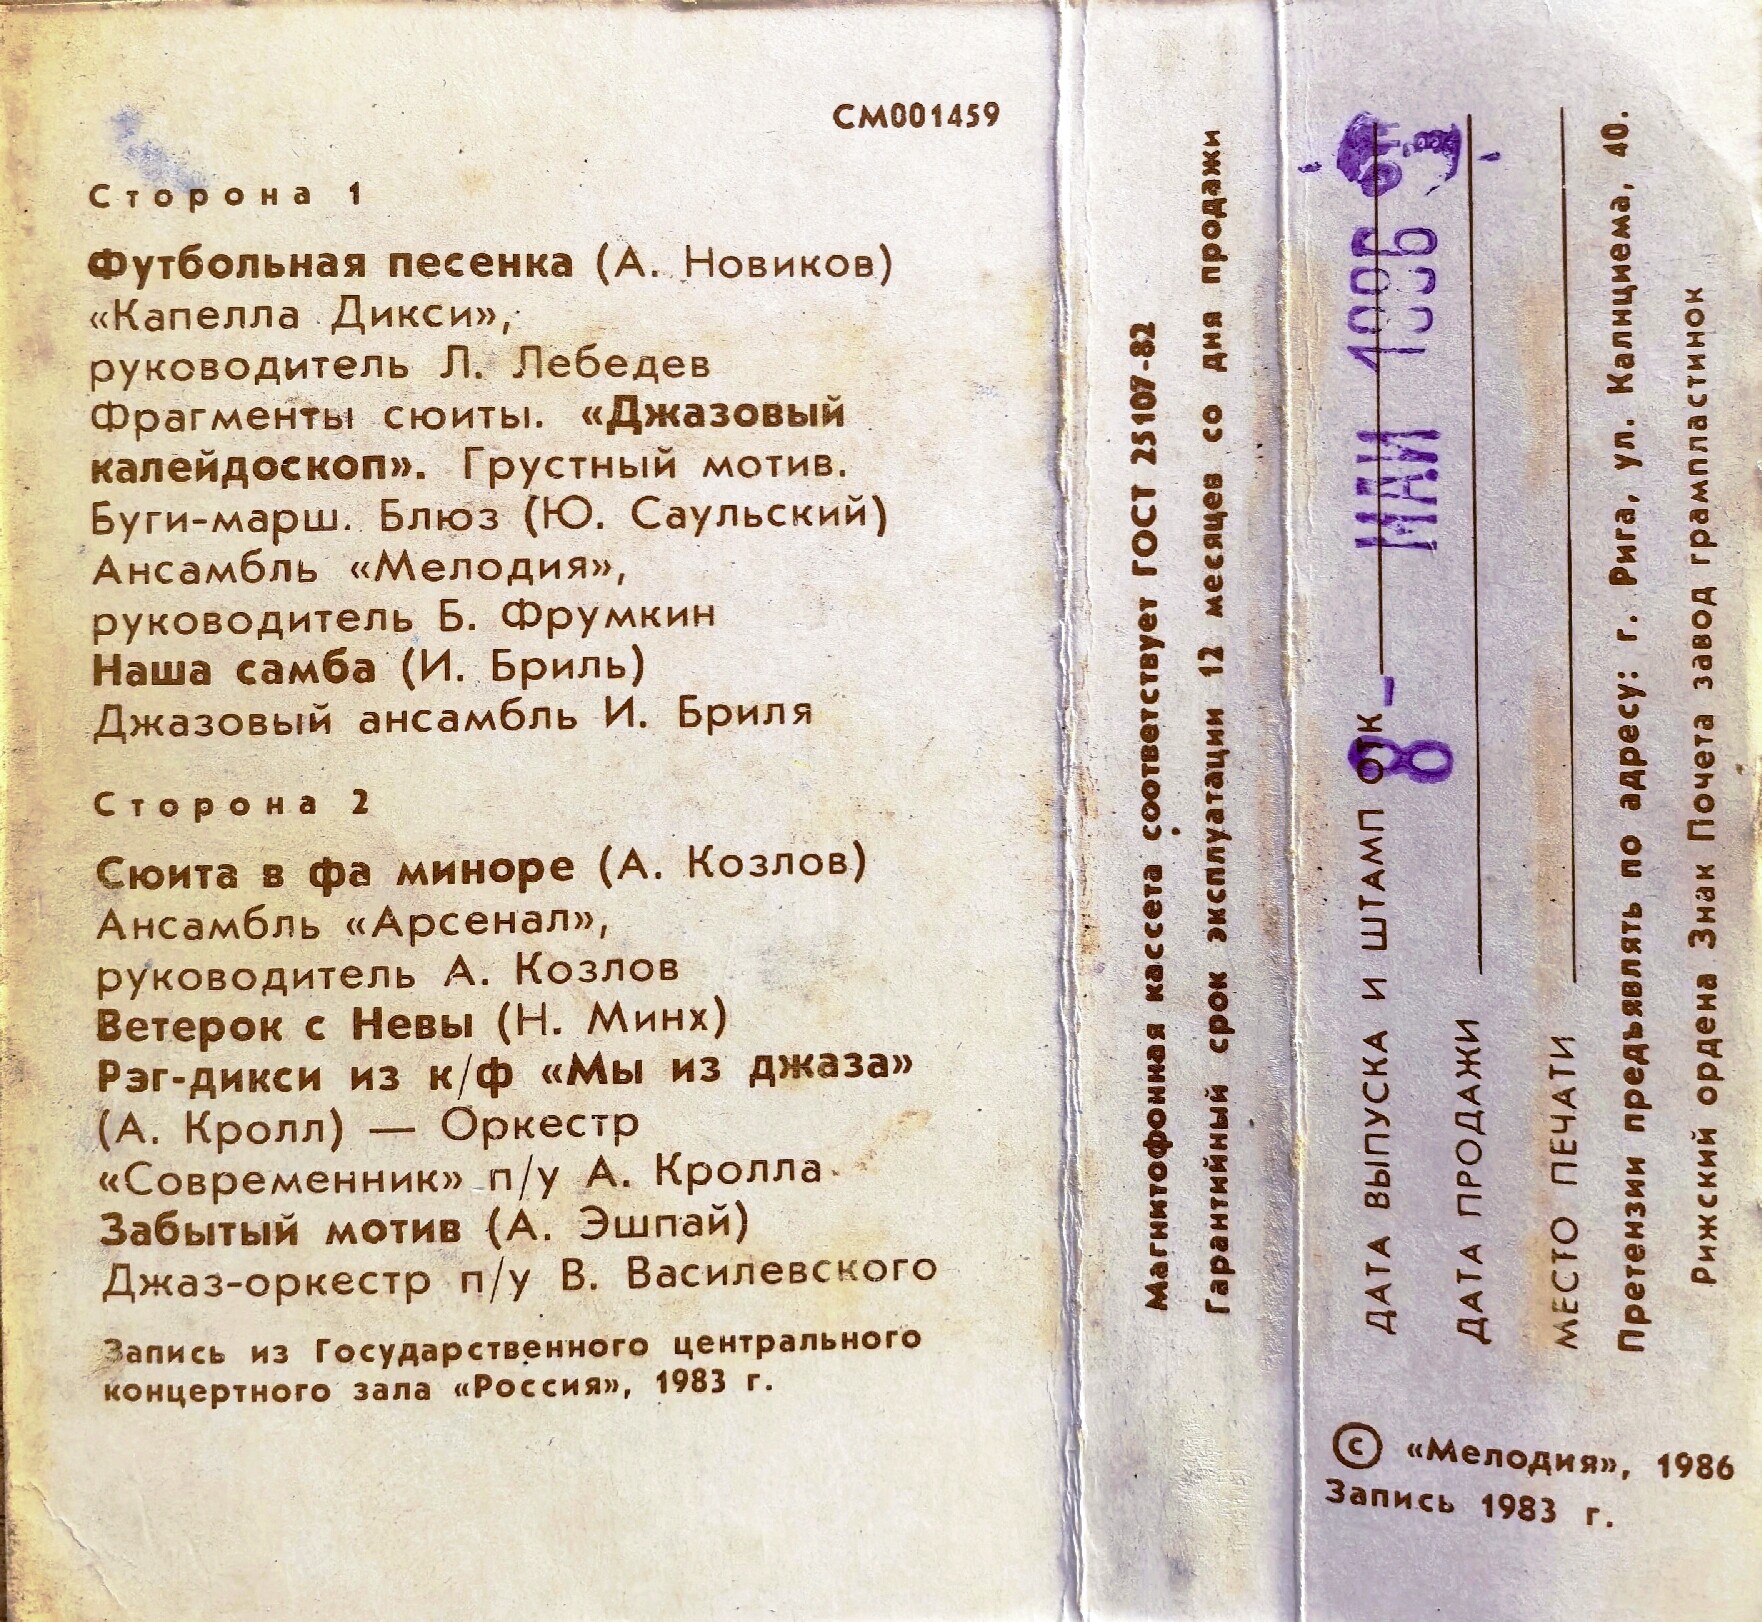 СМ001459
Сторона 1
Футбольная песенка (А. Новиков)
«Капелла Дикси»,
руководитель Л. Лебедев
Фрагменты сюиты. «Джазовый
калейдоскоп». Грустный мотив.
Буги-марш. Блюз (Ю. Саульский)
Ансамбль «Мелодия»,
руководитель Б. Фрумкин
Наша самба (И. Бриль)
Джазовый ансамбль И. Бриля
Сторона 2
Сюита в фа миноре (А. Козлов)
Ансамбль «Арсенал»,
руководитель А. Козлов
Ветерок с Невы (Н. Минх)
Рэг-дикси из к/ф «Мы из джаза»
(А. Кролл) — Оркестр
«Современник» п/у А. Кролла
Забытый мотив (А. Эшпай)
Джаз-оркестр п/у В. Василевского
Запись из Государственного центрального
концертного зала «Россия», 1983 г.
Магнитофонная кассета соответствует ГОСТ 25107-82
Гарантийный срок эксплуатации 12 месяцев со дня продажи
ДАТА ВЫПУСКА И ШТАМП ОТК
8 МАЙ
ДАТА ПРОДАЖИ
МЕСТО ПЕЧАТИ
Претензии предъявлять по адресу: г. Рига, ул. Калнциема, 40.
Рижский ордена Знак Почета завод грампластинок
© «Мелодия», 1986
Запись 1983 г.